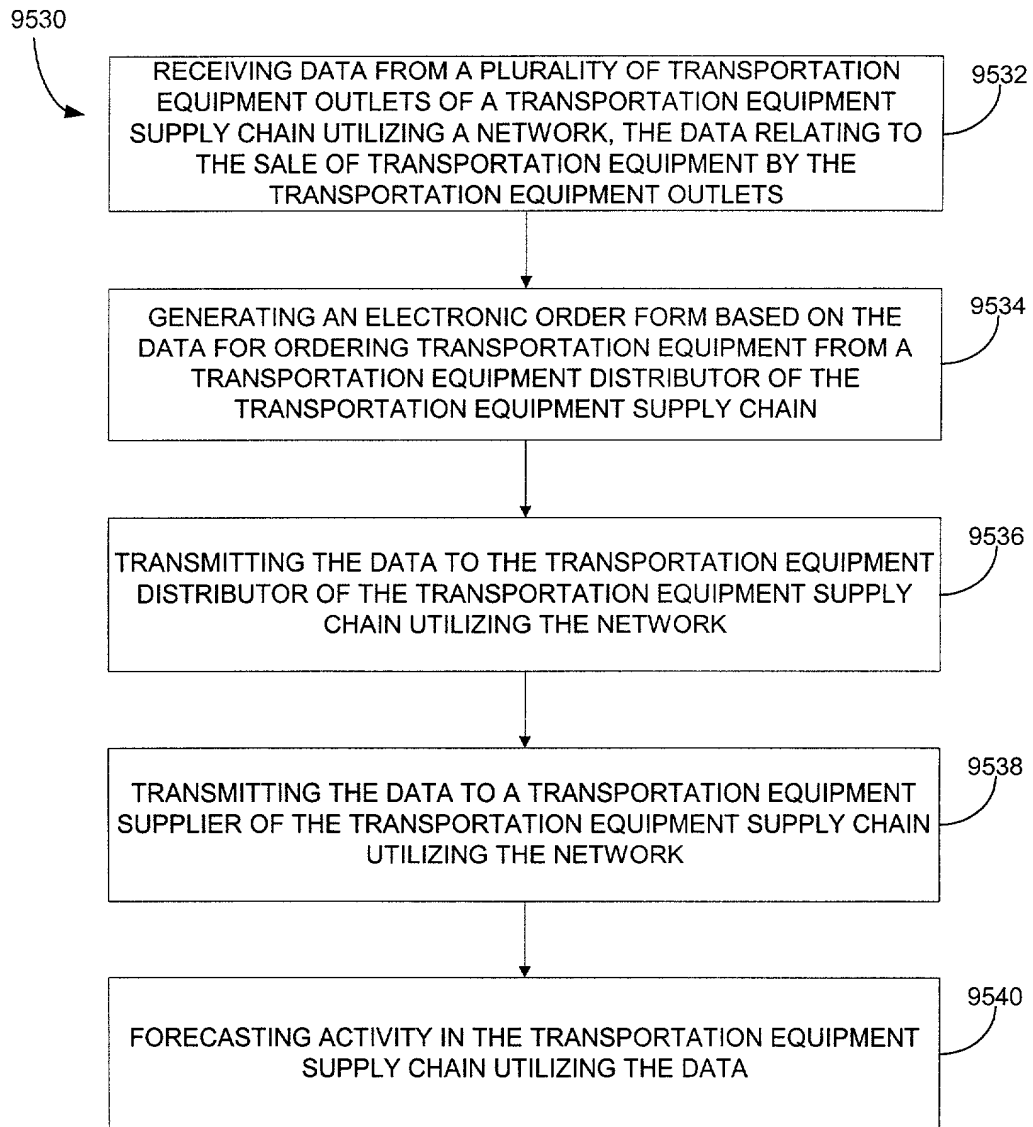 9530
RECEIVING DATA FROM A PLURALITY OF TRANSPORTATION
EQUIPMENT OUTLETS OF A TRANSPORTATION EQUIPMENT
SUPPLY CHAIN UTILIZING A NETWORK, THE DATA RELATING TO
THE SALE OF TRANSPORTATION EQUIPMENT BY THE
TRANSPORTATION EQUIPMENT OUTLETS
9532
GENERATING AN ELECTRONIC ORDER FORM BASED ON THE
DATA FOR ORDERING TRANSPORTATION EQUIPMENT FROM A
TRANSPORTATION EQUIPMENT DISTRIBUTOR OF THE
TRANSPORTATION EQUIPMENT SUPPLY CHAIN
9534
TRANSMITTING THE DATA TO THE TRANSPORTATION EQUIPMENT
DISTRIBUTOR OF THE TRANSPORTATION EQUIPMENT SUPPLY
CHAIN UTILIZING THE NETWORK
9536
TRANSMITTING THE DATA TO A TRANSPORTATION EQUIPMENT
SUPPLIER OF THE TRANSPORTATION EQUIPMENT SUPPLY CHAIN
UTILIZING THE NETWORK
9538
FORECASTING ACTIVITY IN THE TRANSPORTATION EQUIPMENT
SUPPLY CHAIN UTILIZING THE DATA
9540